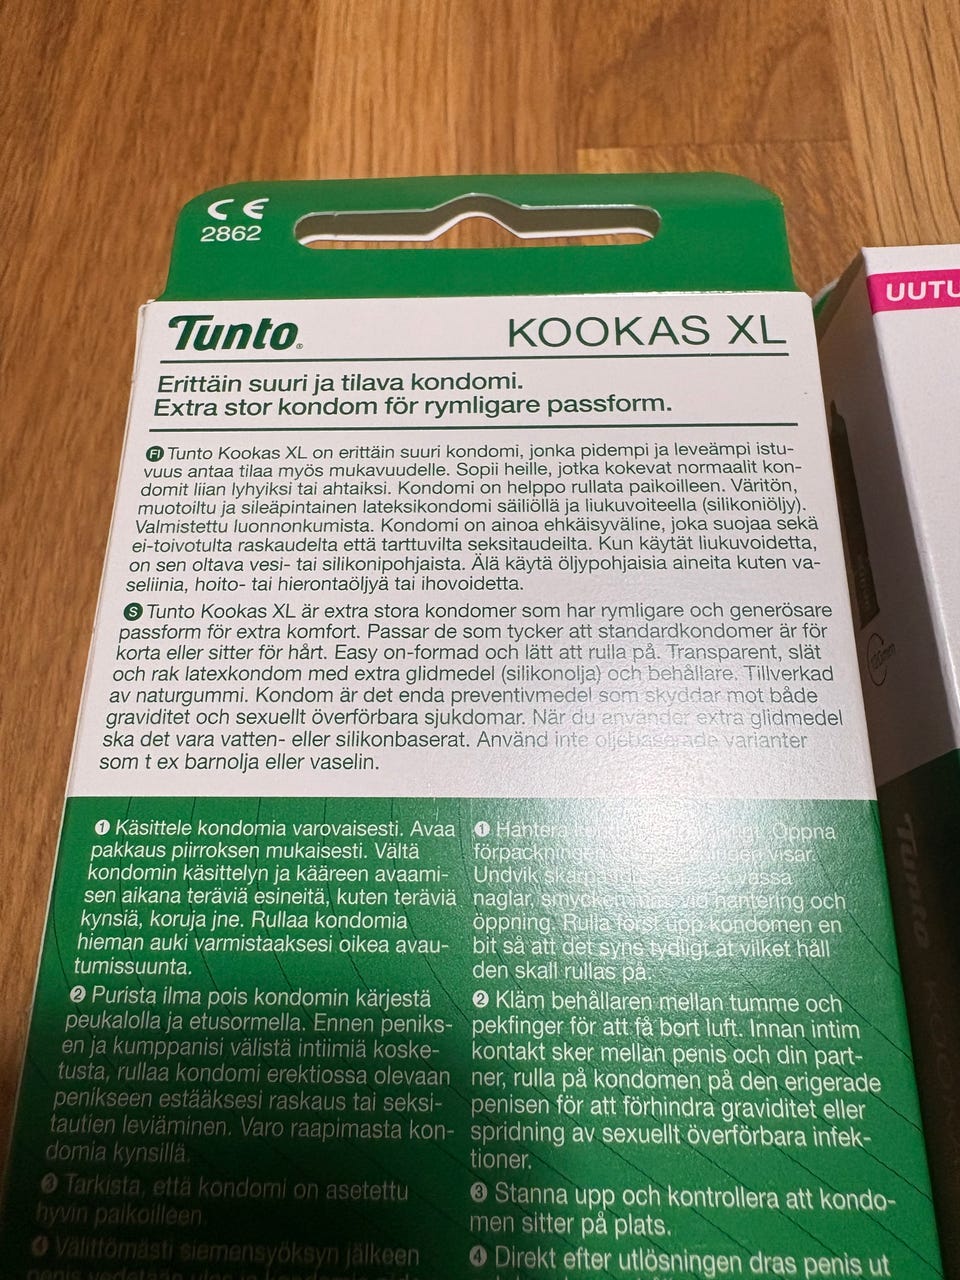 CE
2862
Tunto®
KOOKAS XL
Erittäin suuri ja tilava kondomi.
Extra stor kondom för rymligare passform.
FI Tunto Kookas XL on erittäin suuri kondomi, jonka pidempi ja leveämpi istu-
vuus antaa tilaa myös mukavuudelle. Sopii heille, jotka kokevat normaalit kon-
domit liian lyhyiksi tai ahtaiksi. Kondomi on helppo rullata paikoilleen. Väritön,
muotoiltu ja sileäpintainen lateksikondomi säiliöllä ja liukuvoiteella (silikoniöljy).
Valmistettu luonnonkumista. Kondomi on ainoa ehkäisyväline, joka suojaa sekä
ei-toivotulta raskaudelta että tarttuvilta seksitaudeilta. Kun käytät liukuvoidetta,
on sen oltava vesi- tai silikonipohjaista. Älä käytä öljypohjaisia aineita kuten va-
seliinia, hoito- tai hierontaöljyä tai ihovoidetta.
S Tunto Kookas XL är extra stora kondomer som har rymligare och generösare
passform för extra komfort. Passar de som tycker att standardkondomer är för
korta eller sitter för hårt. Easy on-formad och lätt att rulla på. Transparent, slät
och rak latexkondom med extra glidmedel (silikonolja) och behållare. Tillverkad
av naturgummi. Kondom är det enda preventivmedel som skyddar mot både
graviditet och sexuellt överförbara sjukdomar. När du använder extra glidmedel
ska det vara vatten- eller silikonbaserat. Använd inte oljebaserade varianter
som t ex barnolja eller vaselin.
1 Käsittele kondomia varovaisesti. Avaa
pakkaus piirroksen mukaisesti. Vältä
kondomin käsittelyn ja kääreen avaami-
sen aikana teräviä esineitä, kuten teräviä
kynsiä, koruja jne. Rullaa kondomia
hieman auki varmistaaksesi oikea avau-
tumissuunta.
2 Purista ilma pois kondomin kärjestä
peukalolla ja etusormella. Ennen peniks-
en ja kumppanisi välistä intiimiä koske-
tusta, rullaa kondomi erektiossa olevaan
penikseen estääksesi raskaus tai seksi-
tautien leviäminen. Varo raapimasta kon-
domia kynsillä.
3 Tarkista, että kondomi on asetettu
hyvin paikoilleen.
4 Välittömästi siemensyöksyn jälkeen
1 Hantera Öppna
förpackningen visar.
Undvik vassa
naglar, vid hantering och
öppning. Rulla först upp kondomen en
bit så att det syns tydligt åt vilket håll
den skall rullas på.
2 Kläm behållaren mellan tumme och
pekfinger för att få bort luft. Innan intim
kontakt sker mellan penis och din part-
ner, rulla på kondomen på den erigerade
penisen för att förhindra graviditet eller
spridning av sexuellt överförbara infek-
tioner.
3 Stanna upp och kontrollera att kondo-
men sitter på plats.
4 Direkt efter utlösningen dras penis ut
UUTU
Tunto